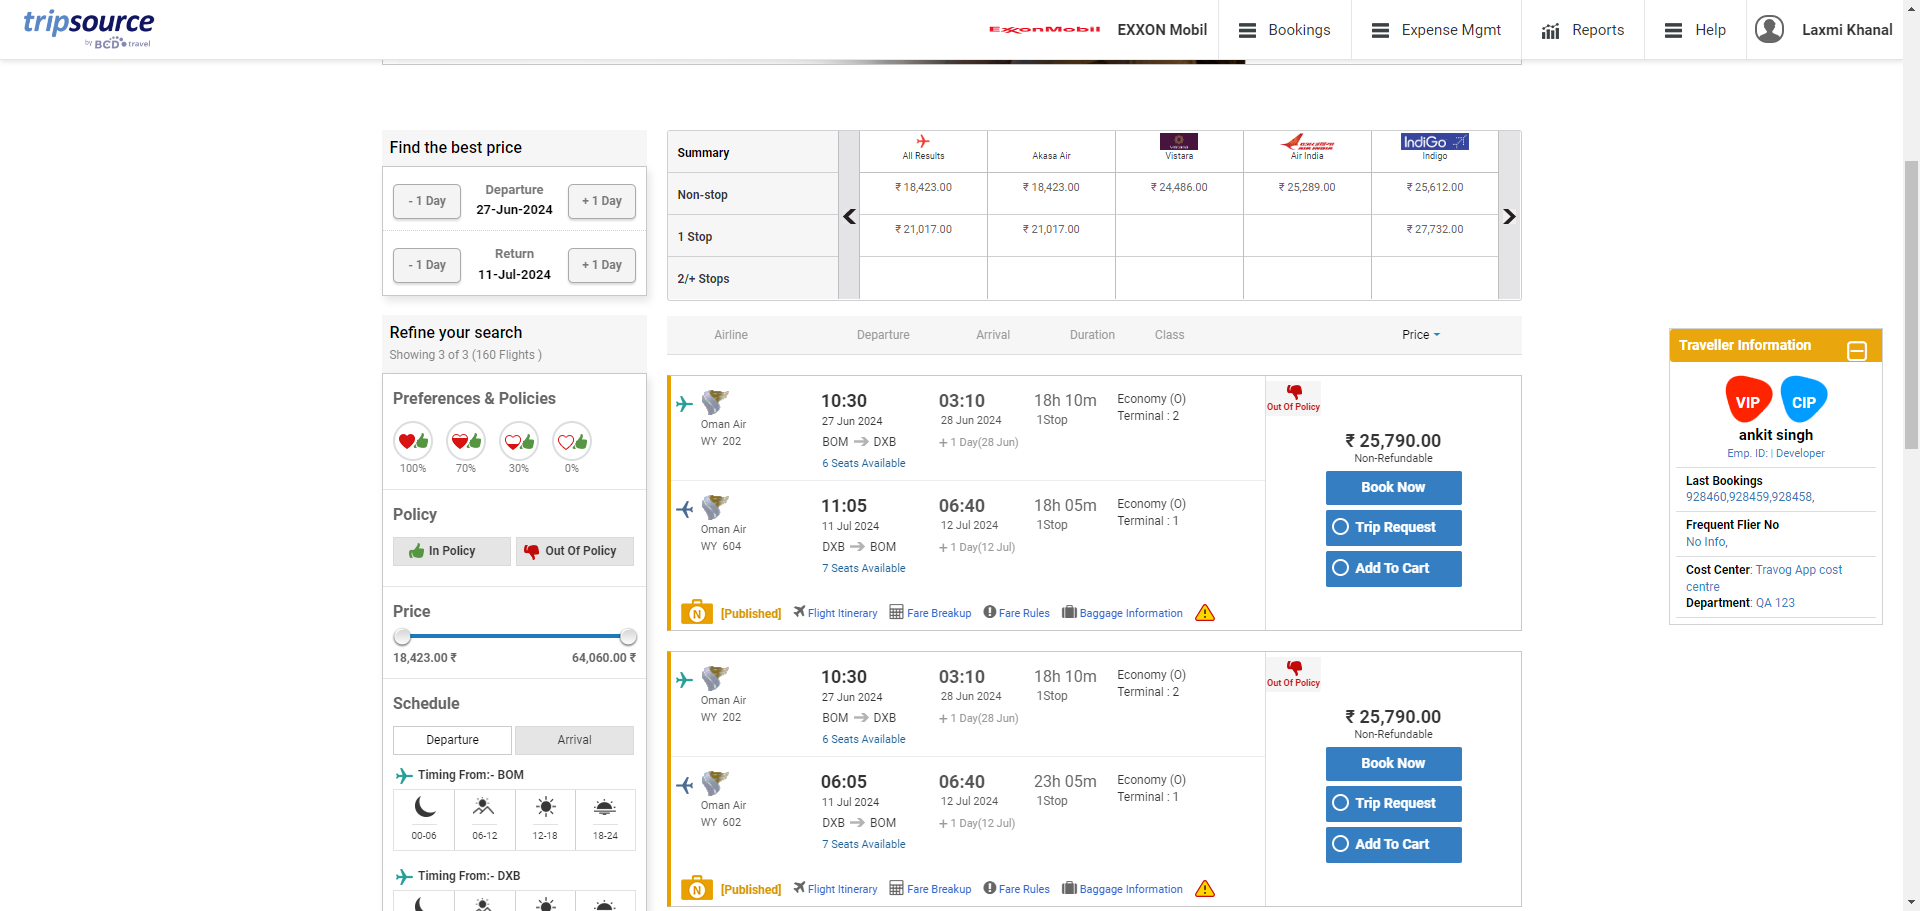 tripsource
by BCD travel
ExxonMobil
EXXON Mobil
Bookings
Expense Mgmt
Reports
Help
Laxmi Khanal
Find the best price
- 1 Day
Departure
27-Jun-2024
+ 1 Day
- 1 Day
Return
11-Jul-2024
+ 1 Day
Summary
All Results
Akasa Air
Vistara
Air India
IndiGo
Indigo
Non-stop
₹ 18,423.00
₹ 18,423.00
₹ 24,486.00
₹ 25,289.00
₹ 25,612.00
1 Stop
₹ 21,017.00
₹ 21,017.00
₹ 27,732.00
2/+ Stops
Refine your search
Showing 3 of 3 (160 Flights )
Preferences & Policies
100%
70%
30%
0%
Policy
In Policy
Out Of Policy
Price
18,423.00 ₹
64,060.00 ₹
Schedule
Departure
Arrival
Timing From:- BOM
00-06
06-12
12-18
18-24
Timing From:- DXB
Airline
Departure
Arrival
Duration
Class
Price
Oman Air
WY 202
10:30
27 Jun 2024
BOM DXB
6 Seats Available
03:10
28 Jun 2024
+ 1 Day(28 Jun)
18h 10m
1Stop
Economy (O)
Terminal : 2
Oman Air
WY 604
11:05
11 Jul 2024
DXB BOM
7 Seats Available
06:40
12 Jul 2024
+ 1 Day(12 Jul)
18h 05m
1Stop
Economy (O)
Terminal : 1
N
[Published]
Flight Itinerary
Fare Breakup
Fare Rules
Baggage Information
Out Of Policy
₹ 25,790.00
Non-Refundable
Book Now
Trip Request
Add To Cart
Oman Air
WY 202
10:30
27 Jun 2024
BOM DXB
6 Seats Available
03:10
28 Jun 2024
+ 1 Day(28 Jun)
18h 10m
1Stop
Economy (O)
Terminal : 2
Oman Air
WY 602
06:05
11 Jul 2024
DXB BOM
7 Seats Available
06:40
12 Jul 2024
+ 1 Day(12 Jul)
23h 05m
1Stop
Economy (O)
Terminal : 1
N
[Published]
Flight Itinerary
Fare Breakup
Fare Rules
Baggage Information
Out Of Policy
₹ 25,790.00
Non-Refundable
Book Now
Trip Request
Add To Cart
Traveller Information
VIP
CIP
ankit singh
Emp. ID: | Developer
Last Bookings
928460,928459,928458,
Frequent Flier No
No Info,
Cost Center: Travog App cost
centre
Department: QA 123